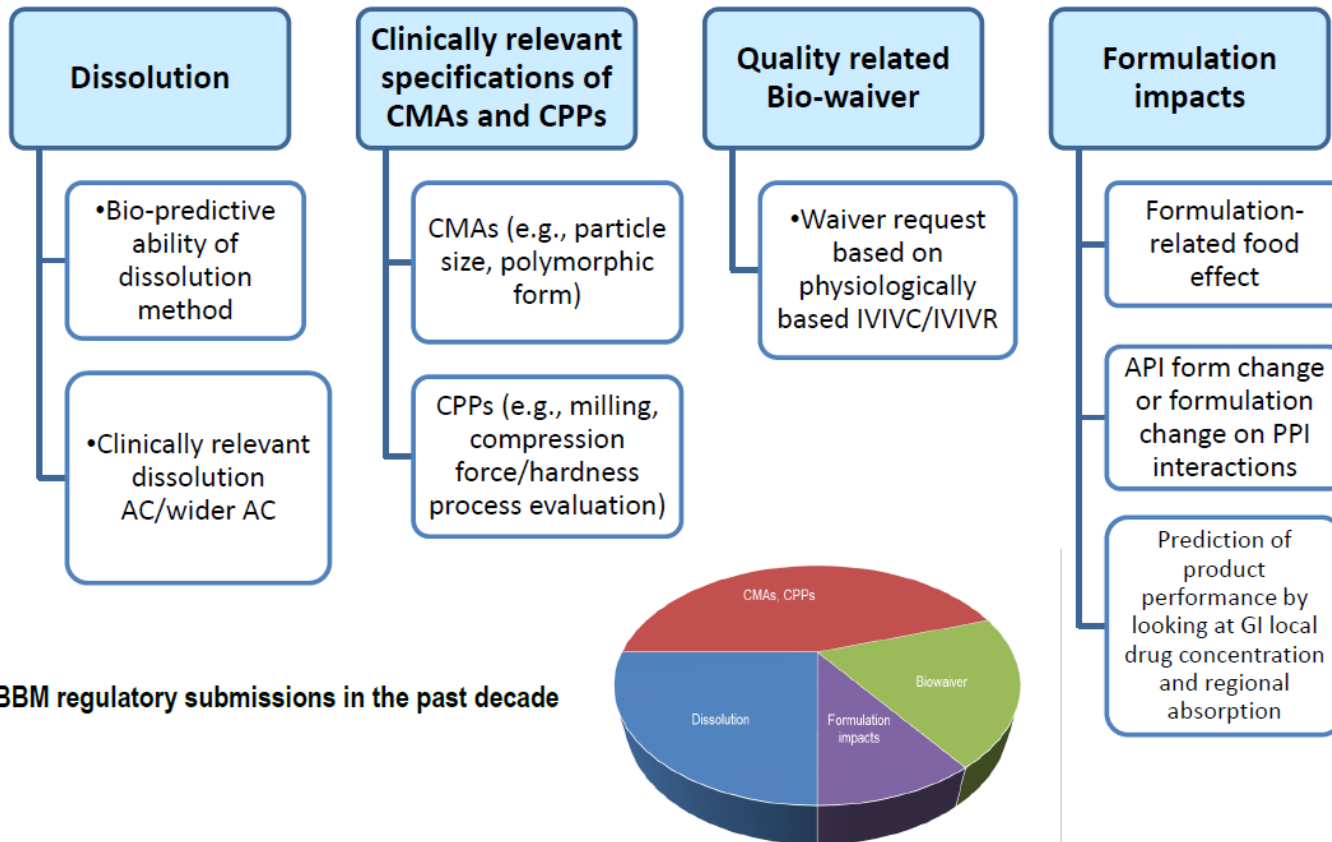 Dissolution
•Bio-predictive
ability of
dissolution
method
•Clinically relevant
dissolution
AC/wider AC
Clinically relevant
specifications of
CMAs and CPPs
CMAs (e.g., particle
size, polymorphic
form)
CPPs (e.g., milling,
compression
force/hardness
process evaluation)
Quality related
Bio-waiver
•Waiver request
based on
physiologically
based IVIVC/IVIVR
Formulation
impacts
Formulation-
related food
effect
API form change
or formulation
change on PPI
interactions
Prediction of
product
performance by
looking at GI local
drug concentration
and regional
absorption
BBM regulatory submissions in the past decade
CMAs, CPPs
Biowaiver
Dissolution
Formulation
impacts